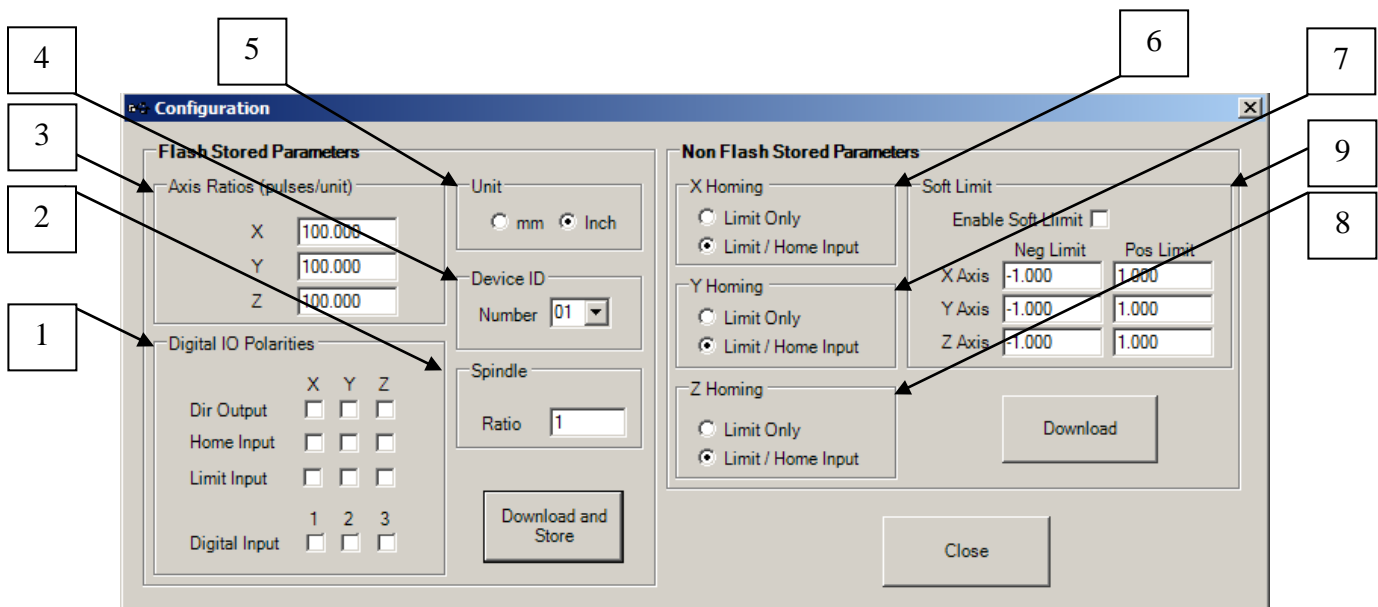 5
6
4
7
Configuration
3
9
Flash Stored Parameters
Non Flash Stored Parameters
Axis Ratios (pulses/unit)
Unit
X Homing
Soft Limit
2
8
X 100.000
mm Inch
Limit Only
Enable Soft Llimit
Y 100.000
Limit / Home Input
Neg Limit Pos Limit
Z 100.000
Device ID
Number 01
Y Homing
X Axis -1.000 1.000
1
Limit Only
Y Axis -1.000 1.000
Digital IO Polarities
Limit / Home Input
Z Axis -1.000 1.000
X Y Z
Spindle
Z Homing
Dir Output
Ratio 1
Limit Only
Download
Home Input
Limit / Home Input
Limit Input
1 2 3
Download and
Store
Digital Input
Close